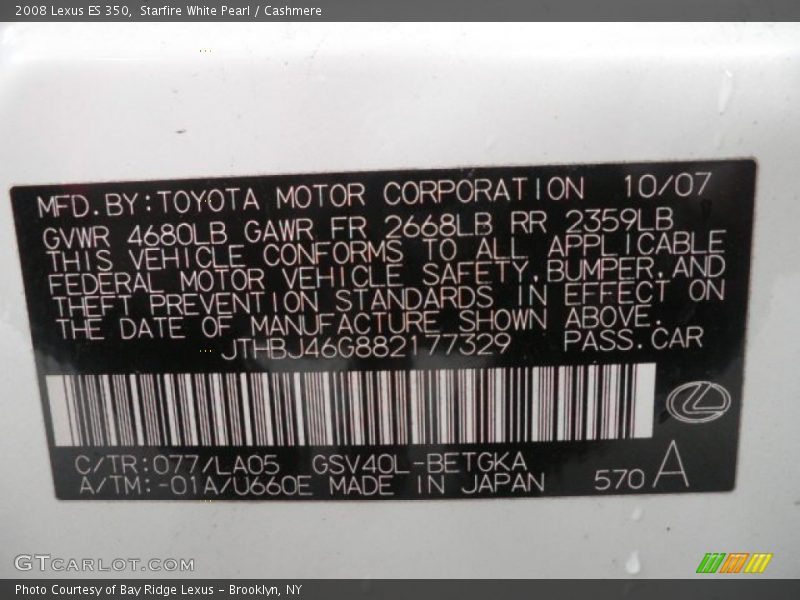 2008 Lexus ES 350, Starfire White Pearl / Cashmere
MFD.BY:TOYOTA MOTOR CORPORATION 10/07
GVWR 4680LB GAWR FR 2668LB RR 2359LB
THIS VEHICLE CONFORMS TO ALL APPLICABLE
FEDERAL MOTOR VEHICLE SAFETY,BUMPER,AND
THEFT PREVENTION STANDARDS IN EFFECT ON
THE DATE OF MANUFACTURE SHOWN ABOVE.
JTHBJ46G882177329 PASS.CAR
C/TR:077/LA05 GSV40L-BETGKA
A/TM:-01A/U660E MADE IN JAPAN 570 A
GTCARLOT.COM
Photo Courtesy of Bay Ridge Lexus - Brooklyn, NY